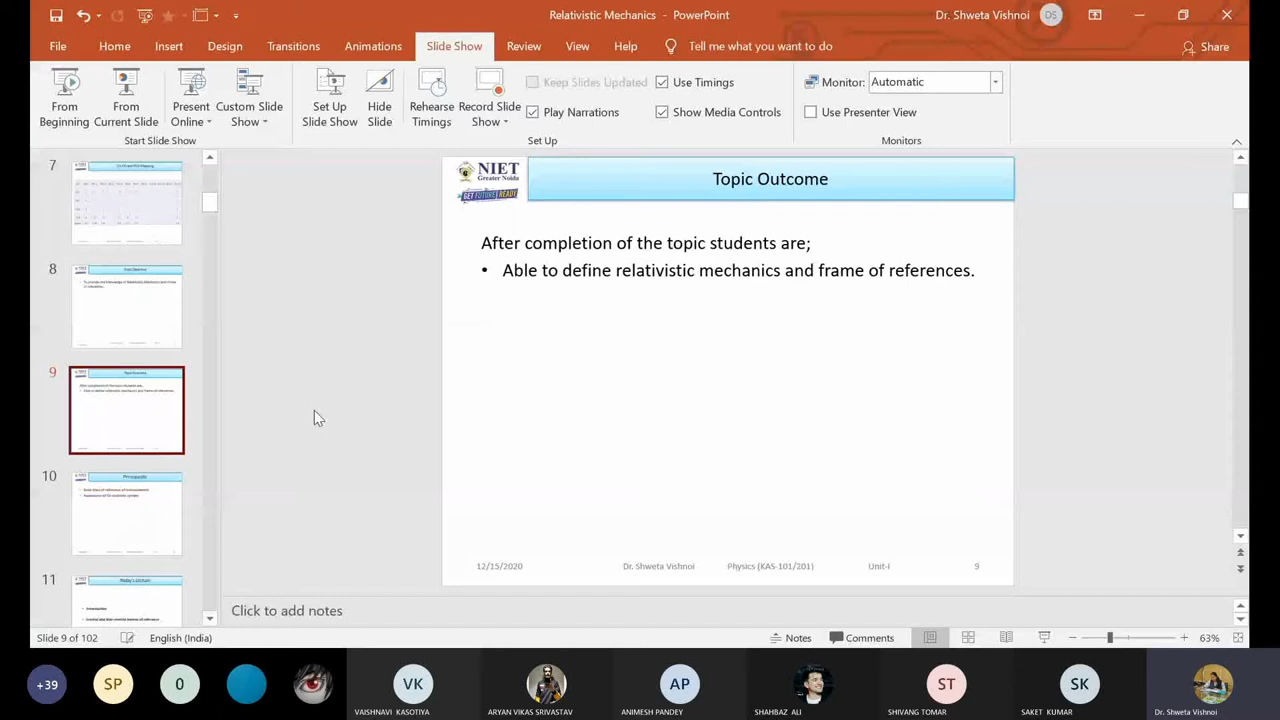 Relativistic Mechanics - PowerPoint
Dr. Shweta Vishnoi
DS
File Home Insert Design Transitions Animations Slide Show Review View Help Tell me what you want to do
Share
From Beginning
From Current Slide
Present Online
Custom Slide Show
Start Slide Show
Set Up Slide Show
Hide Slide
Rehearse Timings
Record Slide Show
Keep Slides Updated
Use Timings
Play Narrations
Show Media Controls
Set Up
Monitor: Automatic
Use Presenter View
Monitors
7
8
9
Topic Outcome
10
Prerequisite
11
Today's Lecture
NIET
Greater Noida
GET FUTURE READY
Topic Outcome
After completion of the topic students are;
• Able to define relativistic mechanics and frame of references.
12/15/2020 Dr. Shweta Vishnoi Physics (KAS-101/201) Unit-I 9
Click to add notes
Slide 9 of 102 English (India) Notes Comments 63%
+39 SP 0 VK AP ST SK
VAISHNAVI KASOTIYA ARYAN VIKAS SRIVASTAV ANIMESH PANDEY SHAHBAZ ALI SHIVANG TOMAR SAKET KUMAR Dr. Shweta Vishnoi